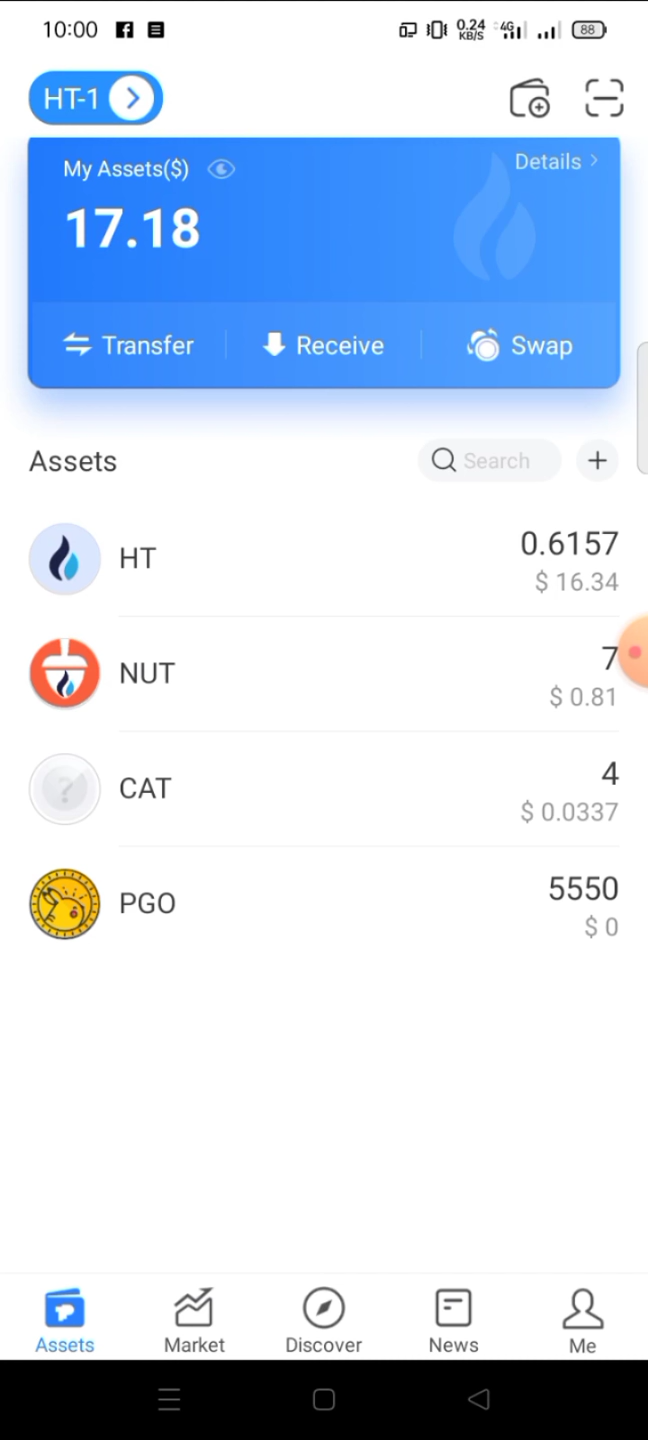 10:00 0.24 KB/S 4G 88
HT-1
My Assets($) Details
17.18
Transfer Receive Swap
Assets Search
HT 0.6157
$ 16.34
NUT 7
$ 0.81
CAT 4
$ 0.0337
PGO 5550
$ 0
Assets Market Discover News Me